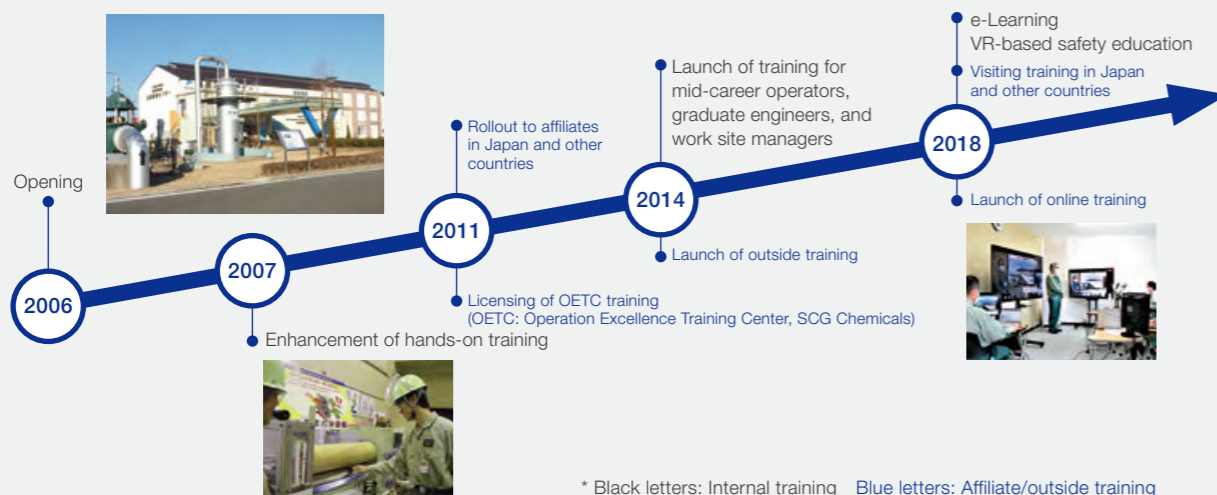 Opening
2006
2007
Enhancement of hands-on training
Rollout to affiliates
in Japan and other
countries
2011
Licensing of OETC training
(OETC: Operation Excellence Training Center, SCG Chemicals)
Launch of training for
mid-career operators,
graduate engineers, and
work site managers
2014
Launch of outside training
e-Learning
VR-based safety education
Visiting training in Japan
and other countries
2018
Launch of online training
* Black letters: Internal training Blue letters: Affiliate/outside training